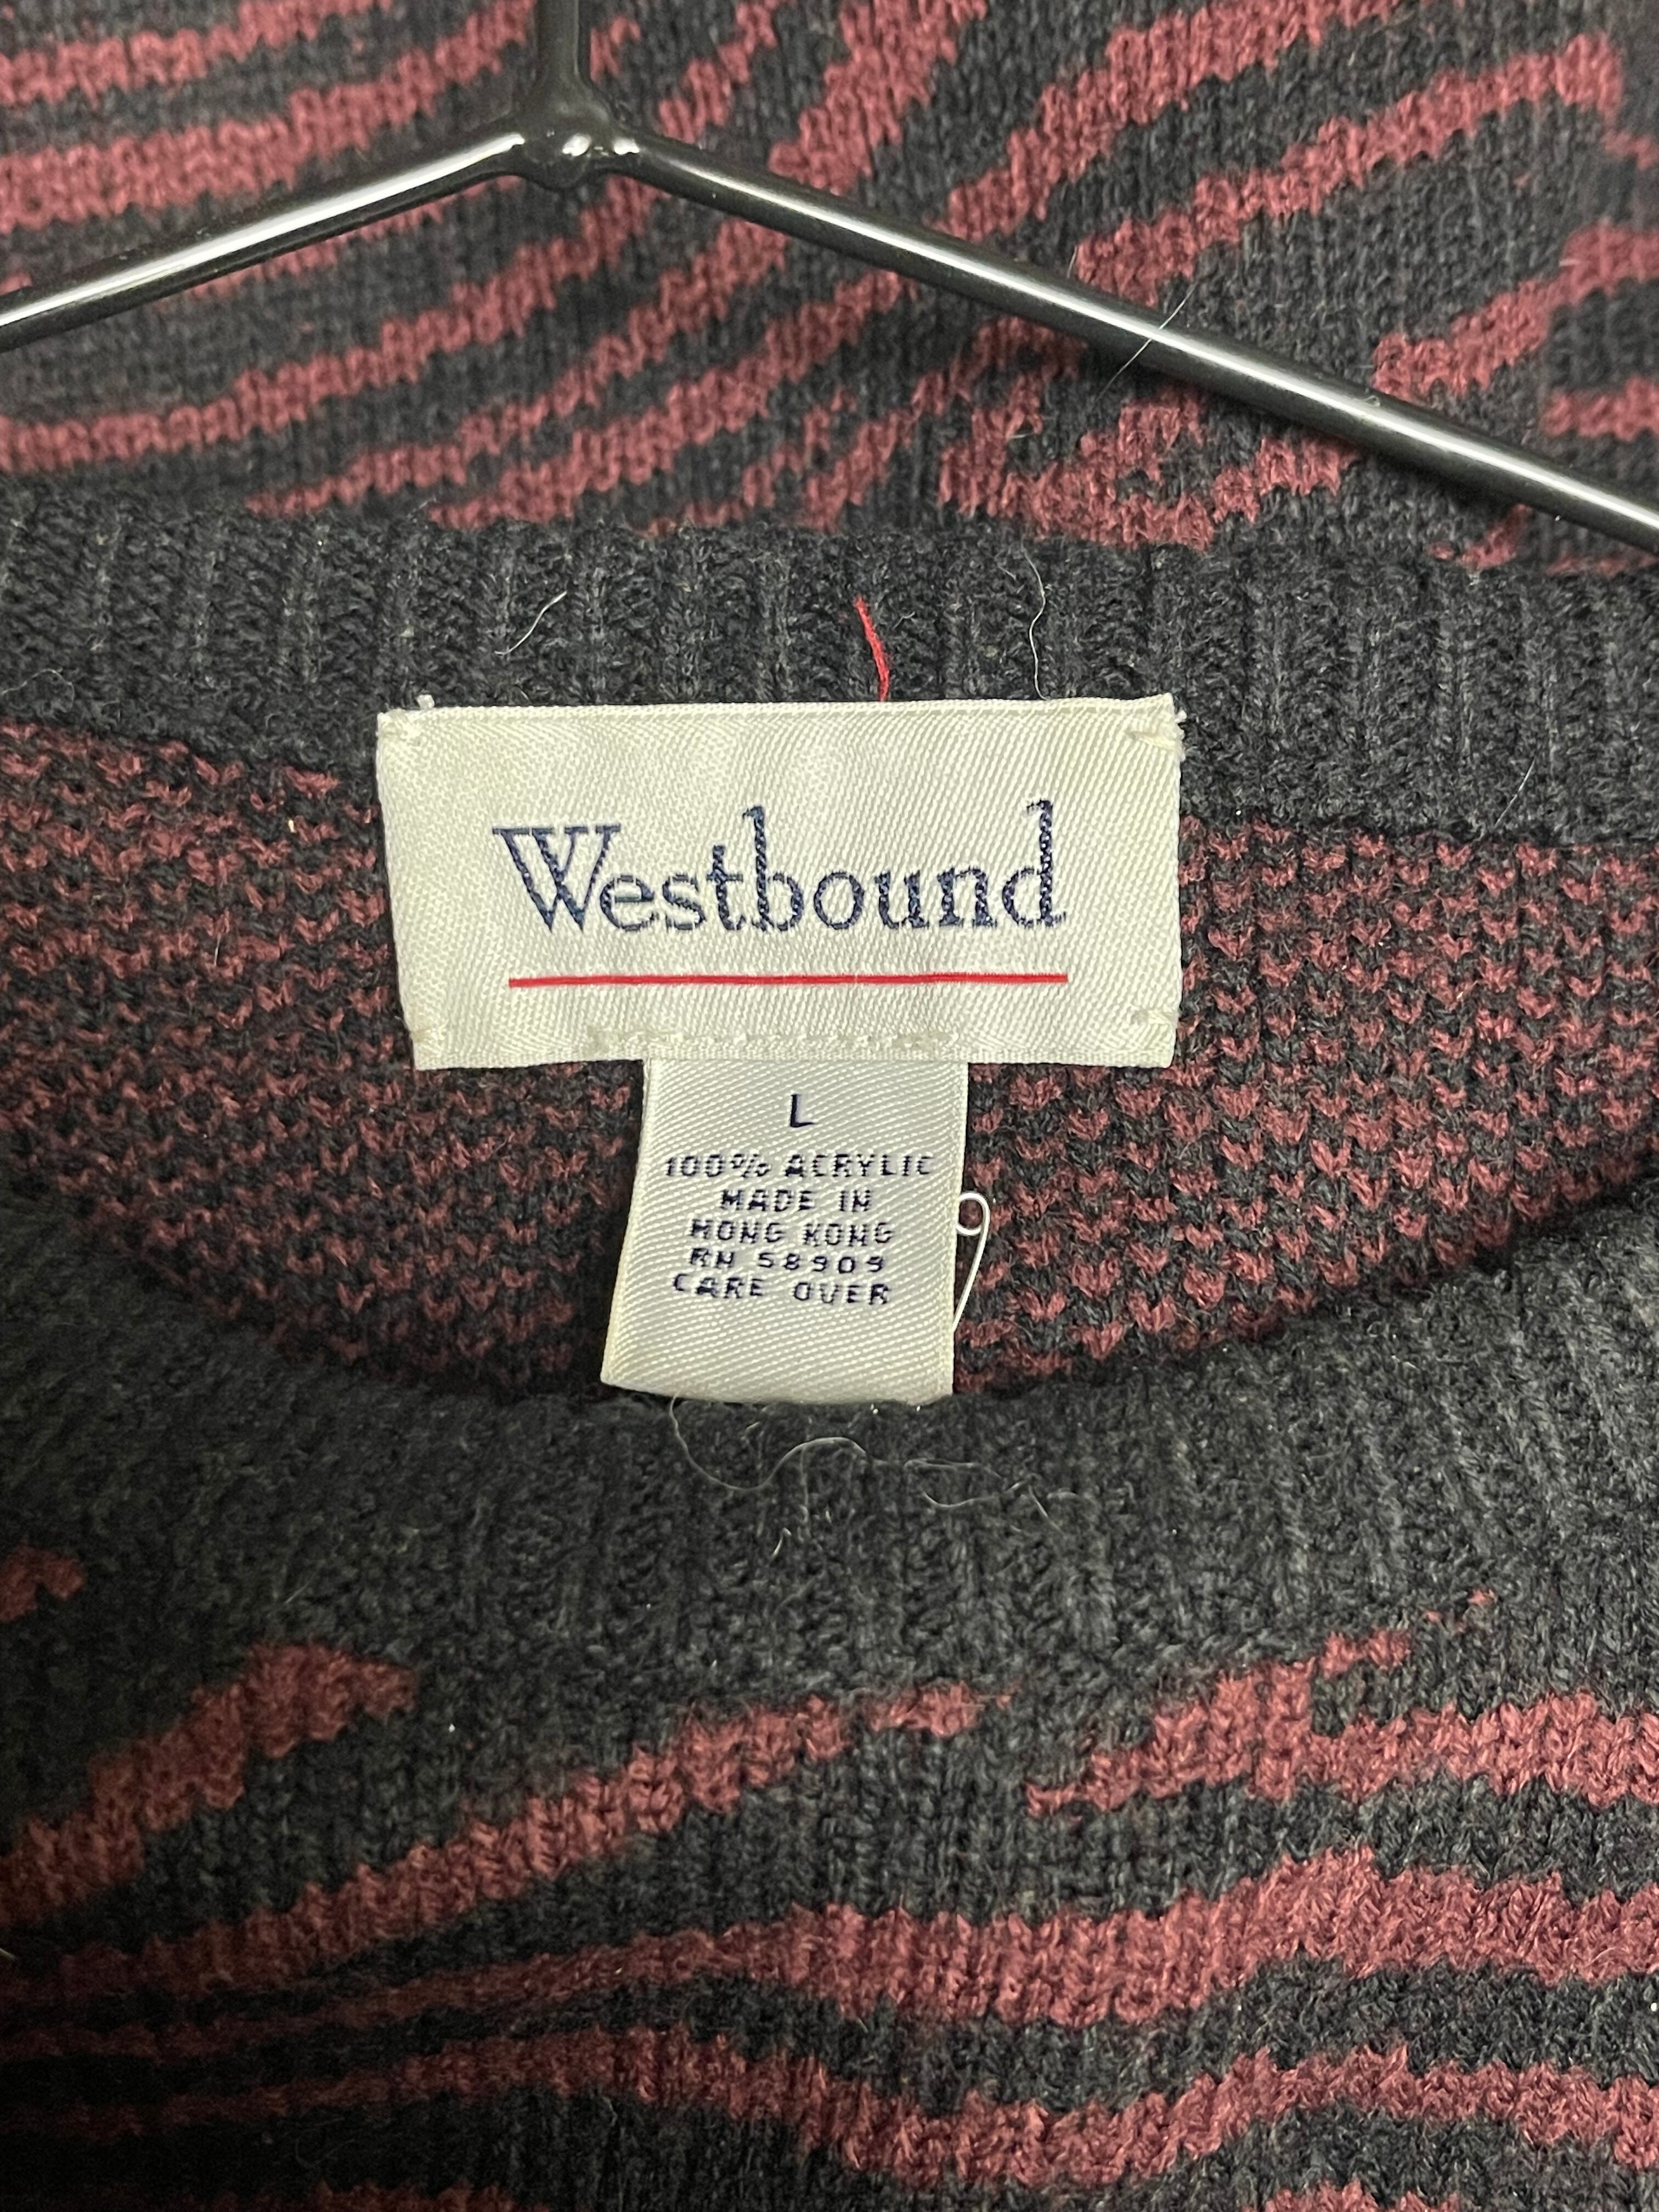 Westbound
L
100% ACRYLIC
MADE IN
HONG KONG
RN 58909
CARE OVER